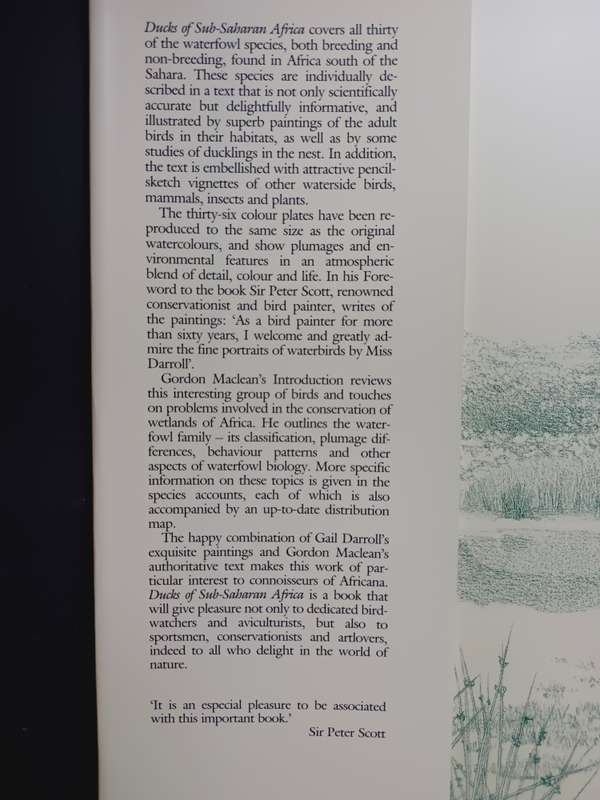 Ducks of Sub-Saharan Africa covers all thirty
of the waterfowl species, both breeding and
non-breeding, found in Africa south of the
Sahara. These species are individually de-
scribed in a text that is not only scientifically
accurate but delightfully informative, and
illustrated by superb paintings of the adult
birds in their habitats, as well as by some
studies of ducklings in the nest. In addition,
the text is embellished with attractive pencil-
sketch vignettes of other waterside birds,
mammals, insects and plants.
The thirty-six colour plates have been re-
produced to the same size as the original
watercolours, and show plumages and en-
vironmental features in an atmospheric
blend of detail, colour and life. In his Fore-
word to the book Sir Peter Scott, renowned
conservationist and bird painter, writes of
the paintings: ‘As a bird painter for more
than sixty years, I welcome and greatly ad-
mire the fine portraits of waterbirds by Miss
Darroll’.
Gordon Maclean’s Introduction reviews
this interesting group of birds and touches
on problems involved in the conservation of
wetlands of Africa. He outlines the water-
fowl family – its classification, plumage dif-
ferences, behaviour patterns and other
aspects of waterfowl biology. More specific
information on these topics is given in the
species accounts, each of which is also
accompanied by an up-to-date distribution
map.
The happy combination of Gail Darroll’s
exquisite paintings and Gordon Maclean’s
authoritative text makes this work of par-
ticular interest to connoisseurs of Africana.
Ducks of Sub-Saharan Africa is a book that
will give pleasure not only to dedicated bird-
watchers and aviculturists, but also to
sportsmen, conservationists and artlovers,
indeed to all who delight in the world of
nature.
‘It is an especial pleasure to be associated
with this important book.’
Sir Peter Scott